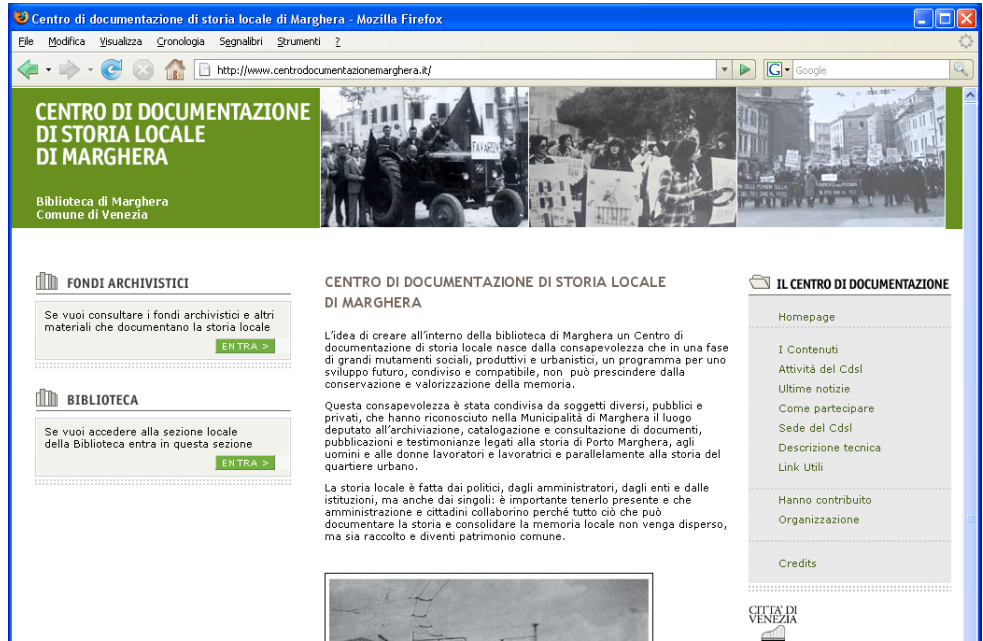 Centro di documentazione di storia locale di Marghera - Mozilla Firefox
File Modifica Visualizza Cronologia Segnalibri Strumenti ?
http://www.centrodocumentazionemarghera.it/
G Google
CENTRO DI DOCUMENTAZIONE
DI STORIA LOCALE
DI MARGHERA
Biblioteca di Marghera
Comune di Venezia
FAVARO V.
FONDI ARCHIVISTICI
Se vuoi consultare i fondi archivistici e altri
materiali che documentano la storia locale
ENTRA >
BIBLIOTECA
Se vuoi accedere alla sezione locale
della Biblioteca entra in questa sezione
ENTRA >
CENTRO DI DOCUMENTAZIONE DI STORIA LOCALE
DI MARGHERA
L'idea di creare all'interno della biblioteca di Marghera un Centro di
documentazione di storia locale nasce dalla consapevolezza che in una fase
di grandi mutamenti sociali, produttivi e urbanistici, un programma per uno
sviluppo futuro, condiviso e compatibile, non può prescindere dalla
conservazione e valorizzazione della memoria.
Questa consapevolezza è stata condivisa da soggetti diversi, pubblici e
privati, che hanno riconosciuto nella Municipalità di Marghera il luogo
deputato all'archiviazione, catalogazione e consultazione di documenti,
pubblicazioni e testimonianze legati alla storia di Porto Marghera, agli
uomini e alle donne lavoratori e lavoratrici e parallelamente alla storia del
quartiere urbano.
La storia locale è fatta dai politici, dagli amministratori, dagli enti e dalle
istituzioni, ma anche dai singoli: è importante tenerlo presente e che
amministrazione e cittadini collaborino perché tutto ciò che può
documentare la storia e consolidare la memoria locale non venga disperso,
ma sia raccolto e diventi patrimonio comune.
IL CENTRO DI DOCUMENTAZIONE
Homepage
I Contenuti
Attività del Cdsl
Ultime notizie
Come partecipare
Sede del Cdsl
Descrizione tecnica
Link Utili
Hanno contribuito
Organizzazione
Credits
CITTA' DI
VENEZIA